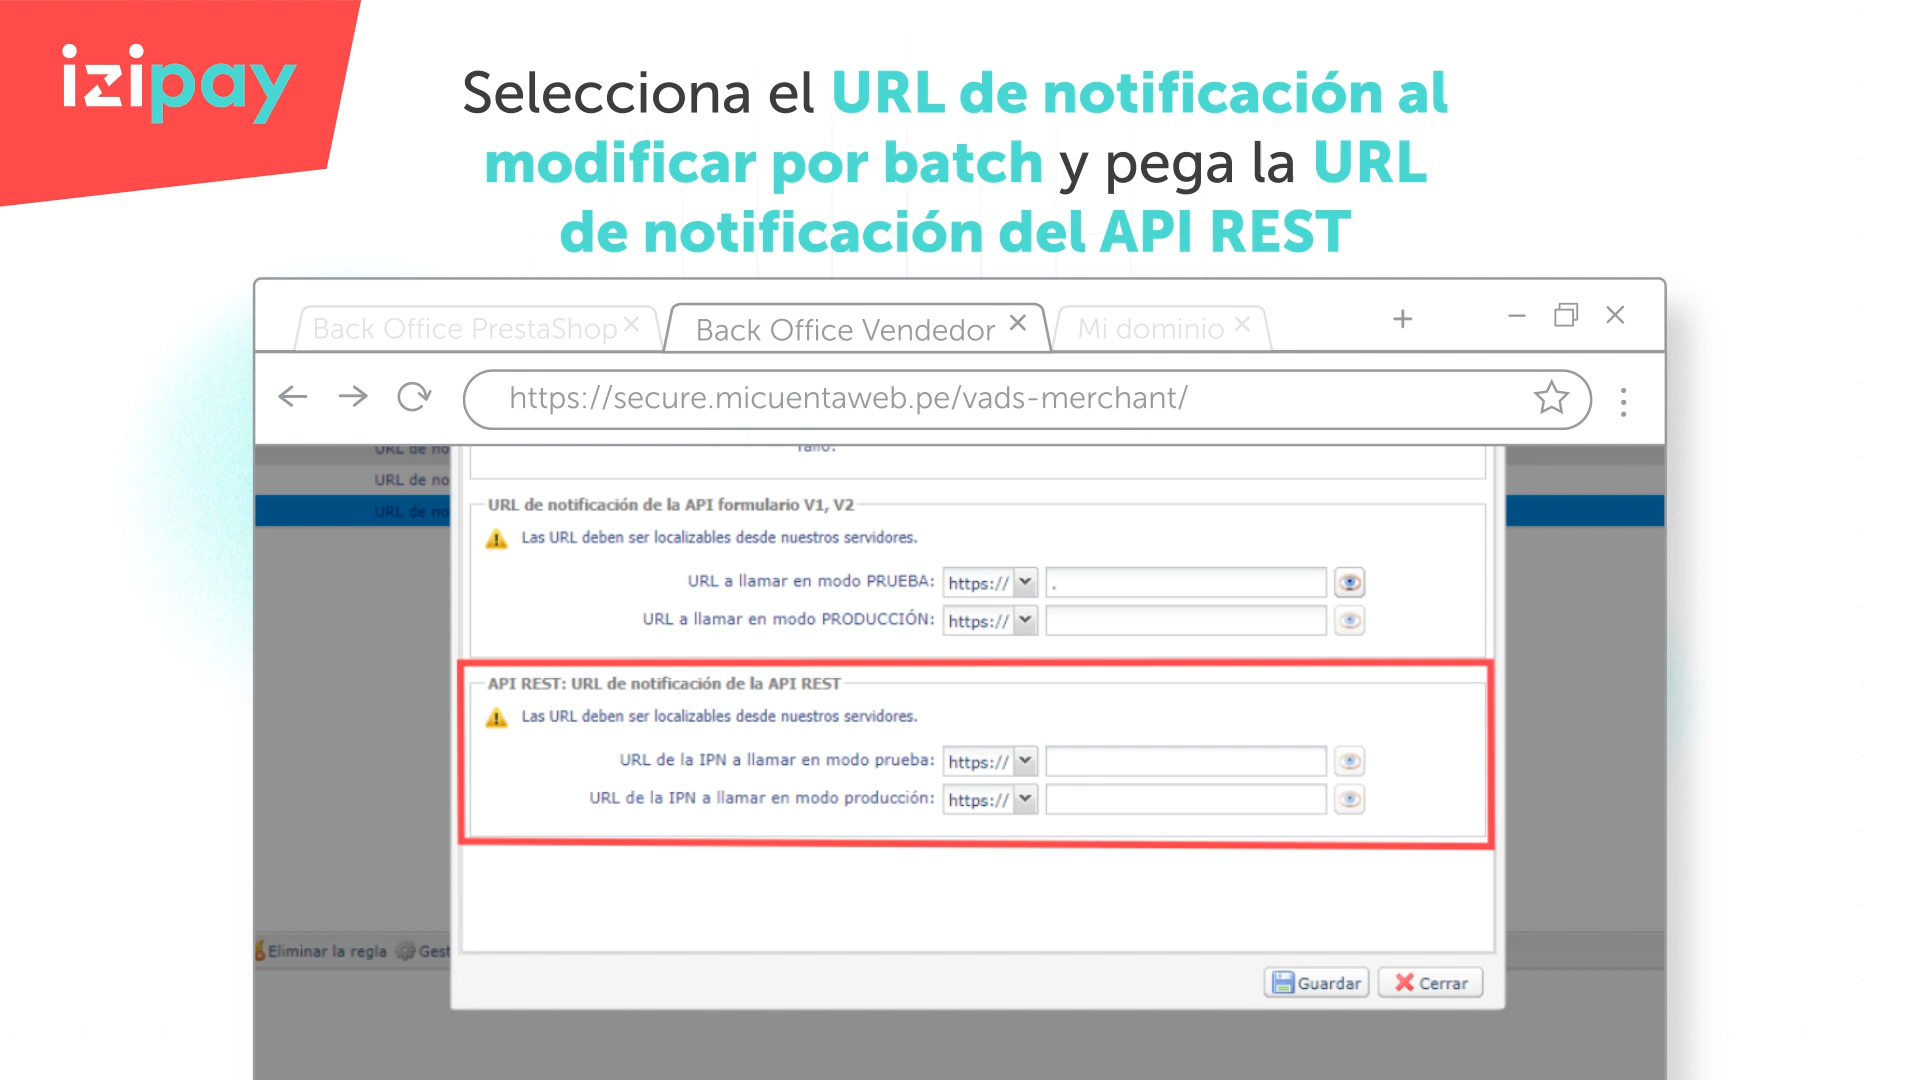 izipay
Selecciona el URL de notificación al
modificar por batch y pega la URL
de notificación del API REST
Back Office PrestaShop
Back Office Vendedor
Mi dominio
https://secure.micuentaweb.pe/vads-merchant/
URL de no
URL de no
URL de no
URL de notificación de la API formulario V1, V2
Las URL deben ser localizables desde nuestros servidores.
URL a llamar en modo PRUEBA: https:// .
URL a llamar en modo PRODUCCIÓN: https://
API REST: URL de notificación de la API REST
Las URL deben ser localizables desde nuestros servidores.
URL de la IPN a llamar en modo prueba: https://
URL de la IPN a llamar en modo producción: https://
Eliminar la regla Gest
Guardar Cerrar